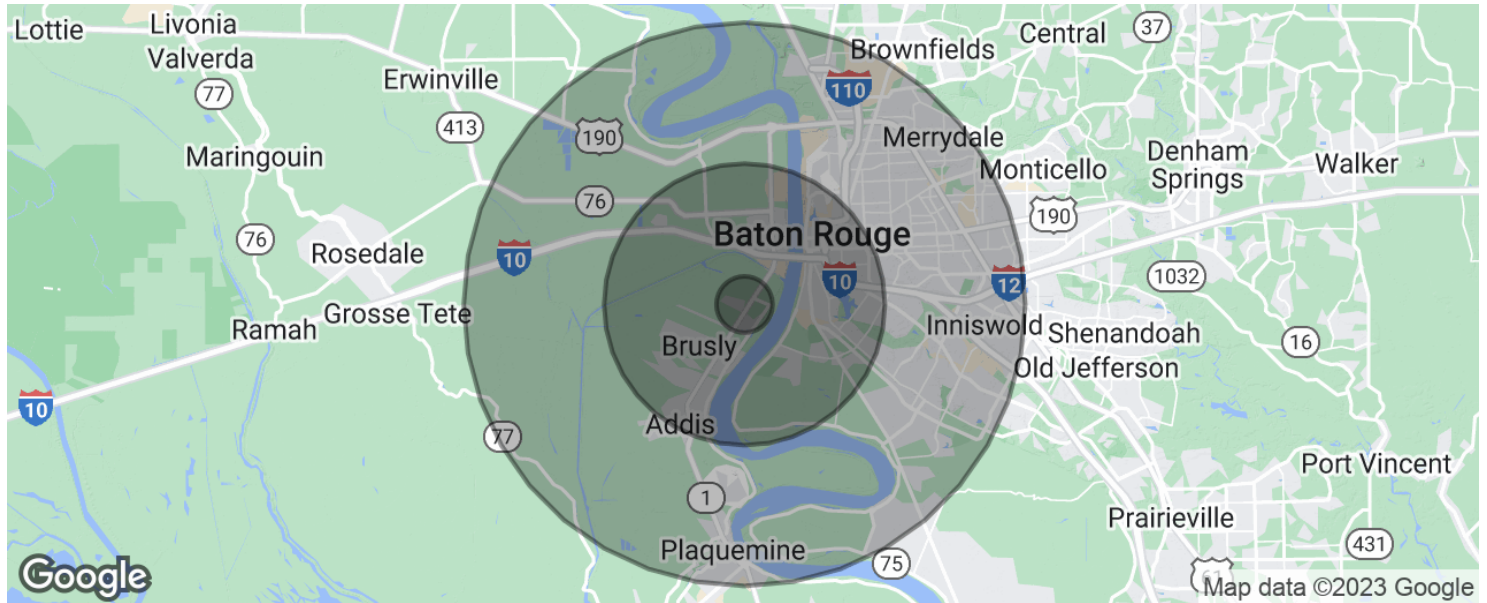 Lottie
Livonia
Valverda
77
Erwinville
413
190
Maringouin
76
Rosedale
10
Grosse Tete
Ramah
10
77
76
Baton Rouge
10
Brusly
Addis
1
Plaquemine
75
110
Brownfields
Central
37
Merrydale
Monticello
Denham
Springs
Walker
190
12
1032
Inniswold
Shenandoah
Old Jefferson
16
Port Vincent
Prairieville
431
61
Google
Map data ©2023 Google